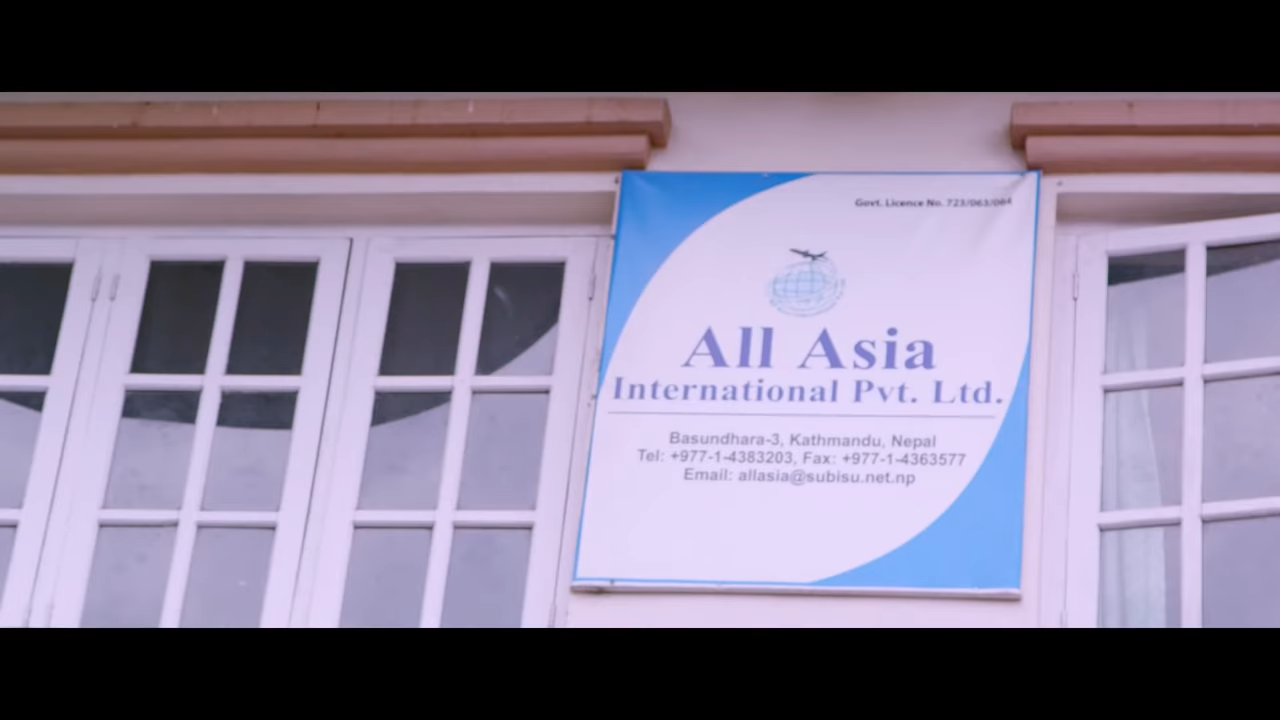 Govt. Licence No. 723/063/064
All Asia
International Pvt. Ltd.
Basundhara-3, Kathmandu, Nepal
Tel: +977-1-4383203, Fax: +977-1-4363577
Email: allasia@subisu.net.np